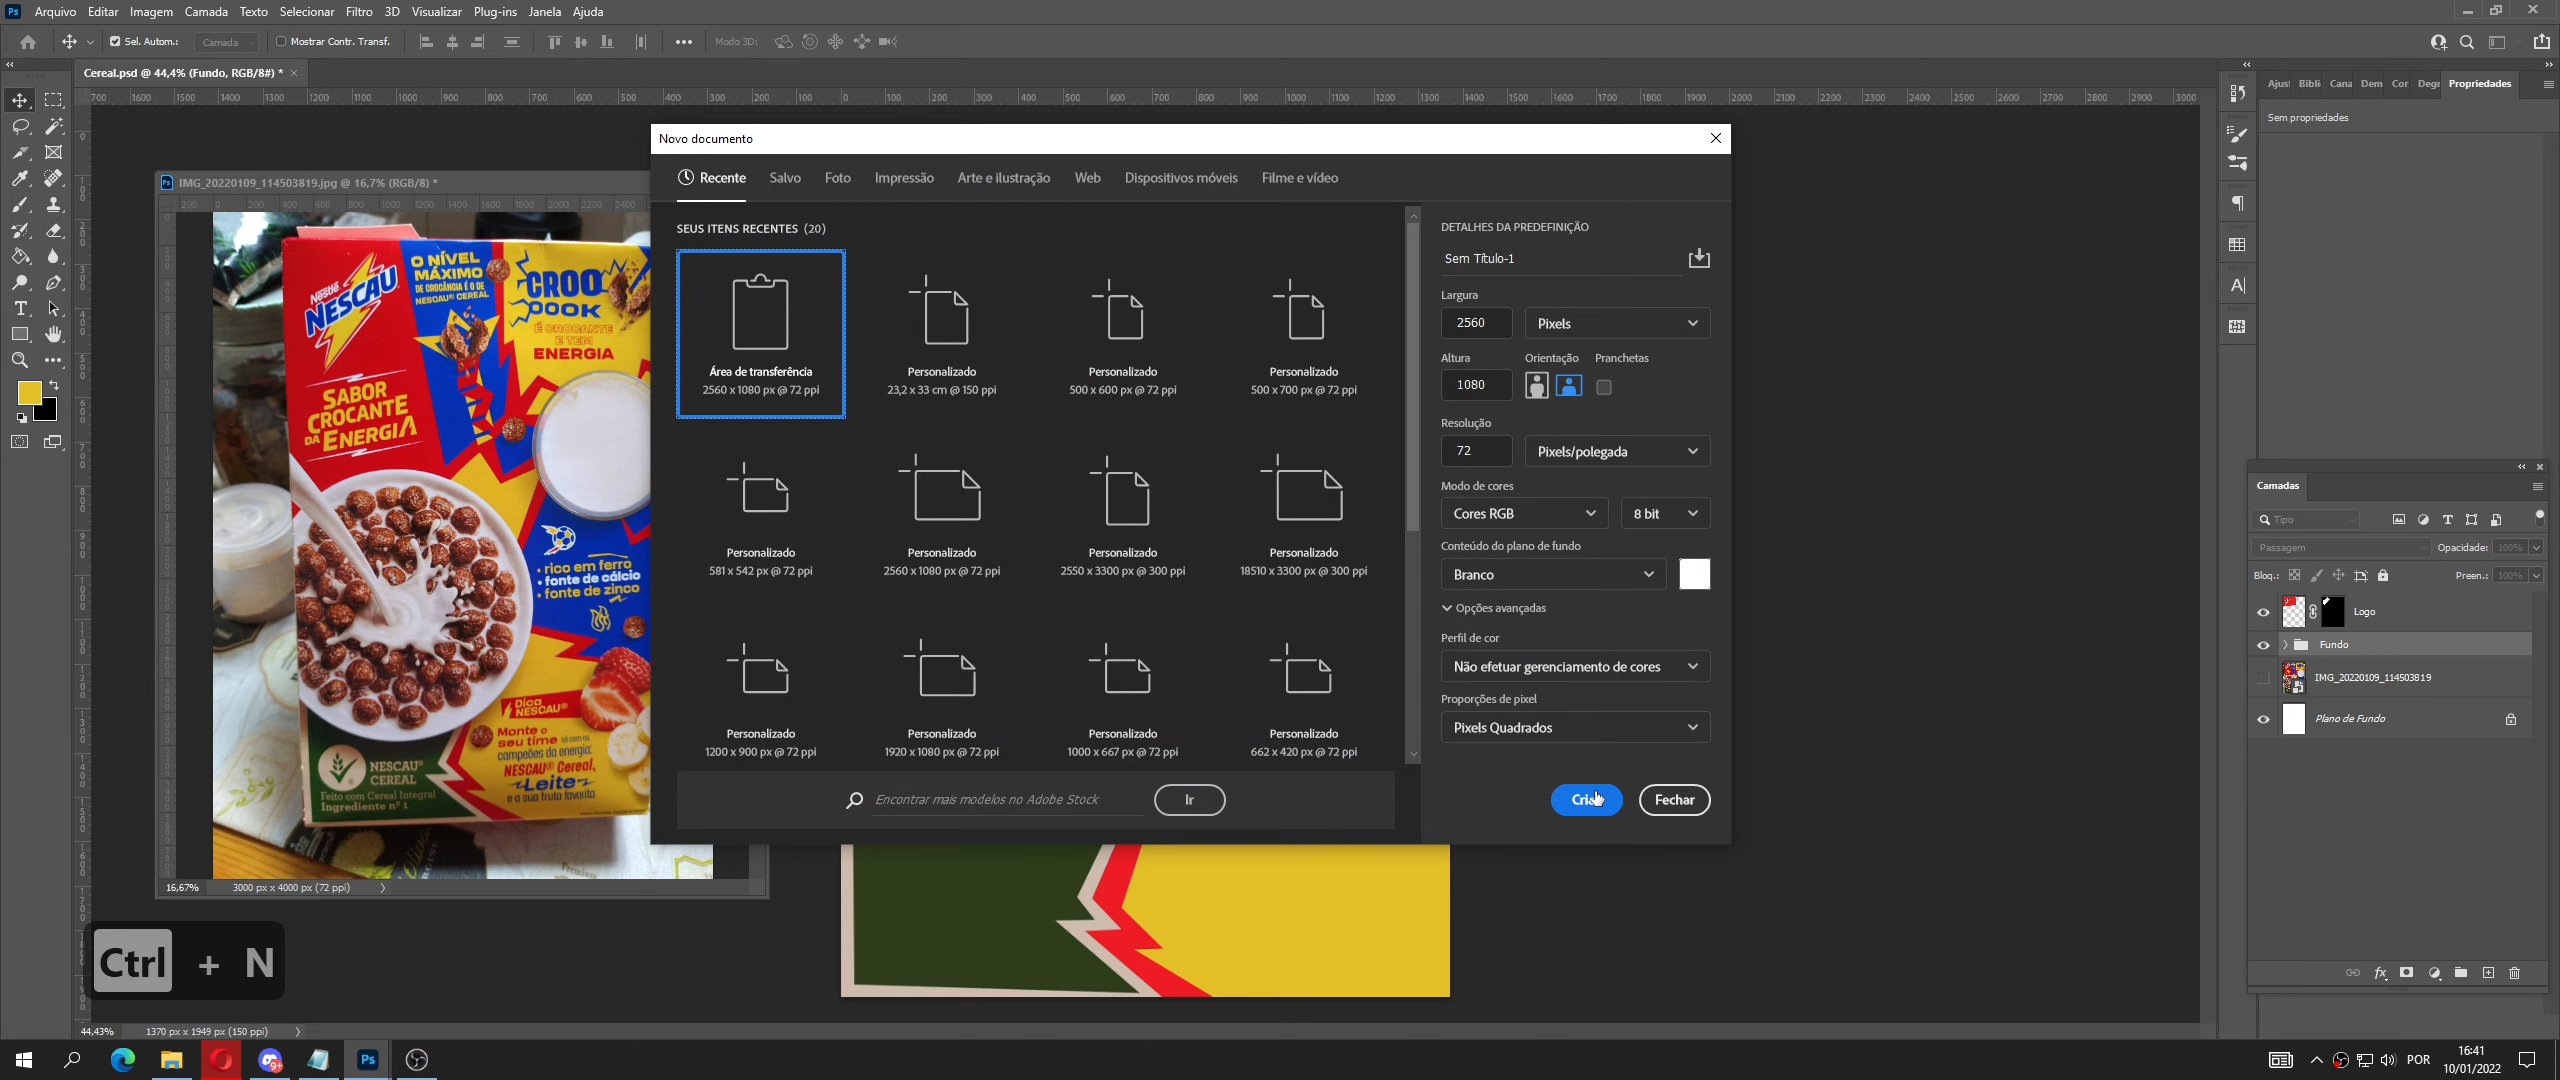 Arquivo Editar Imagem Camada Texto Selecionar Filtro 3D Visualizar Plug-ins Janela Ajuda
Sel. Autom.: Camada Mostrar Contr. Transf. Modo 3D:
Cereal.psd @ 44,4% (Fundo, RGB/8#) *
IMG_20220109_114503819.jpg @ 16,7% (RGB/8) *
Nestlé
NESCAU
O NÍVEL
MÁXIMO
DE CROCÂNCIA É O DE
NESCAU® CEREAL
CROO
OOOK
É CROCANTE
E TEM
ENERGIA
SABOR
CROCANTE
DA ENERGIA
• rico em ferro
• fonte de cálcio
• fonte de zinco
Dica
NESCAU®
Monte o
seu time só com os
campeões da energia:
NESCAU® Cereal,
Leite
e a sua fruta favorita
NESCAU®
CEREAL
Feito com Cereal Integral
Ingrediente nº 1
16,67% 3000 px x 4000 px (72 ppi)
Ctrl + N
44,43% 1370 px x 1949 px (150 ppi)
Novo documento
Recente Salvo Foto Impressão Arte e ilustração Web Dispositivos móveis Filme e vídeo
SEUS ITENS RECENTES (20)
Área de transferência
2560 x 1080 px @ 72 ppi
Personalizado
23,2 x 33 cm @ 150 ppi
Personalizado
500 x 600 px @ 72 ppi
Personalizado
500 x 700 px @ 72 ppi
Personalizado
581 x 542 px @ 72 ppi
Personalizado
2560 x 1080 px @ 72 ppi
Personalizado
2550 x 3300 px @ 300 ppi
Personalizado
18510 x 3300 px @ 300 ppi
Personalizado
1200 x 900 px @ 72 ppi
Personalizado
1920 x 1080 px @ 72 ppi
Personalizado
1000 x 667 px @ 72 ppi
Personalizado
662 x 420 px @ 72 ppi
Encontrar mais modelos no Adobe Stock
Ir
DETALHES DA PREDEFINIÇÃO
Sem Título-1
Largura
2560 Pixels
Altura Orientação Pranchetas
1080
Resolução
72 Pixels/polegada
Modo de cores
Cores RGB 8 bit
Conteúdo do plano de fundo
Branco
Opções avançadas
Perfil de cor
Não efetuar gerenciamento de cores
Proporções de pixel
Pixels Quadrados
Fechar
Ajust Bibli Cana Dem Cor Degr Propriedades
Sem propriedades
Camadas
Tipo
Passagem Opacidade: 100%
Bloq.: Preen.: 100%
Logo
Fundo
IMG_20220109_114503819
Plano de Fundo
9+
POR
16:41
10/01/2022